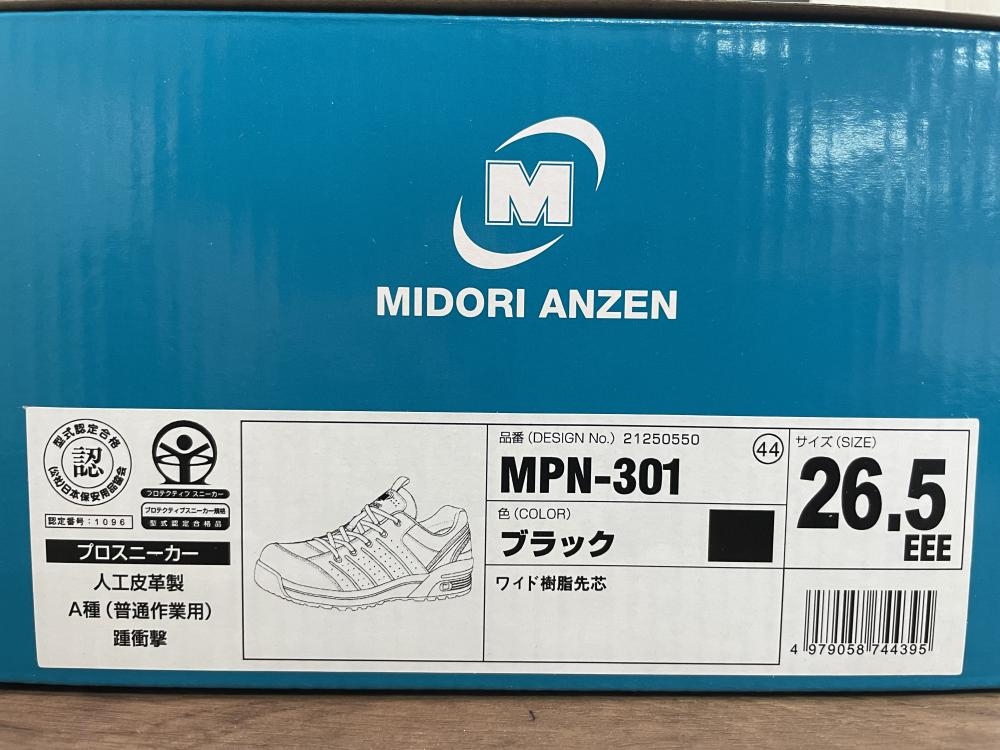 M
MIDORI ANZEN
型式認定合格
認
(公社)日本保安用品協会
認定番号：1096
プロテクティブ スニーカー
プロテクティブスニーカー規格
型式認定合格品
プロスニーカー
人工皮革製
A種（普通作業用）
踵衝撃
品番 (DESIGN No.) 21250550
MPN-301
44
色 (COLOR)
ブラック
ワイド樹脂先芯
サイズ (SIZE)
26.5
EEE
4 979058 744395